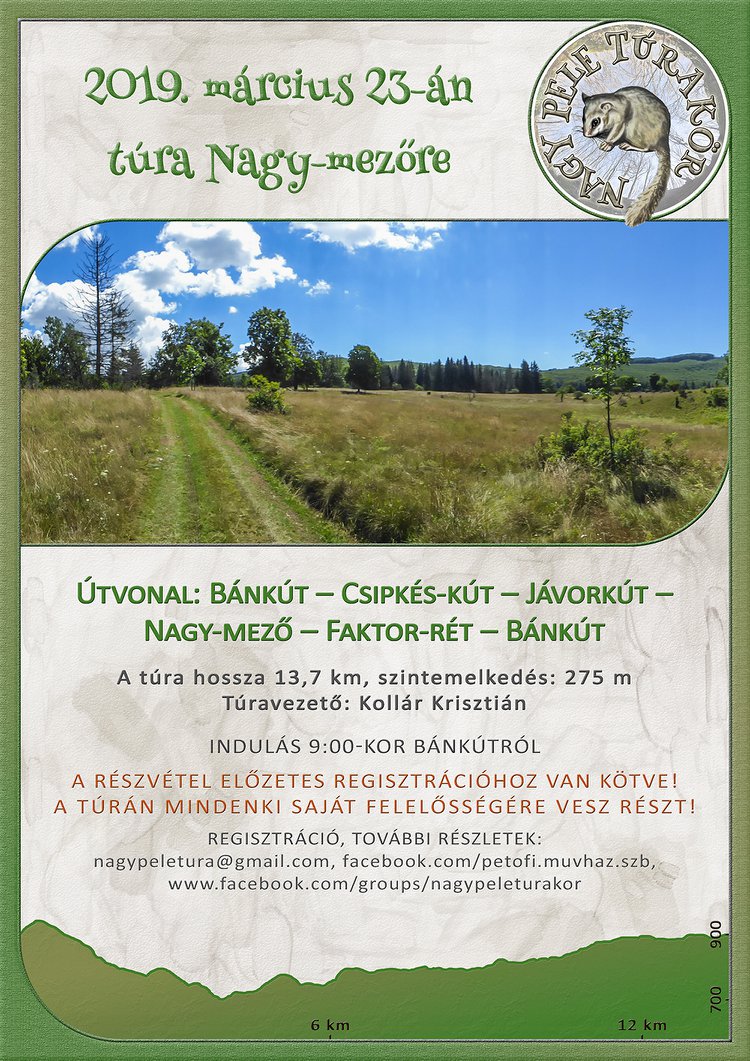 2019. március 23-án
túra Nagy-mezőre
NAGY PELE TÚRAKÖR
ÚTVONAL: BÁNKÚT – CSIPKÉS-KÚT – JÁVORKÚT –
NAGY-MEZŐ – FAKTOR-RÉT – BÁNKÚT
A túra hossza 13,7 km, szintemelkedés: 275 m
Túravezető: Kollár Krisztián
INDULÁS 9:00-KOR BÁNKÚTRÓL
A RÉSZVÉTEL ELŐZETES REGISZTRÁCIÓHOZ VAN KÖTVE!
A TÚRÁN MINDENKI SAJÁT FELELŐSSÉGÉRE VESZ RÉSZT!
REGISZTRÁCIÓ, TOVÁBBI RÉSZLETEK:
nagypeletura@gmail.com, facebook.com/petofi.muvhaz.szb,
www.facebook.com/groups/nagypeleturakor
900
700
6 km
12 km